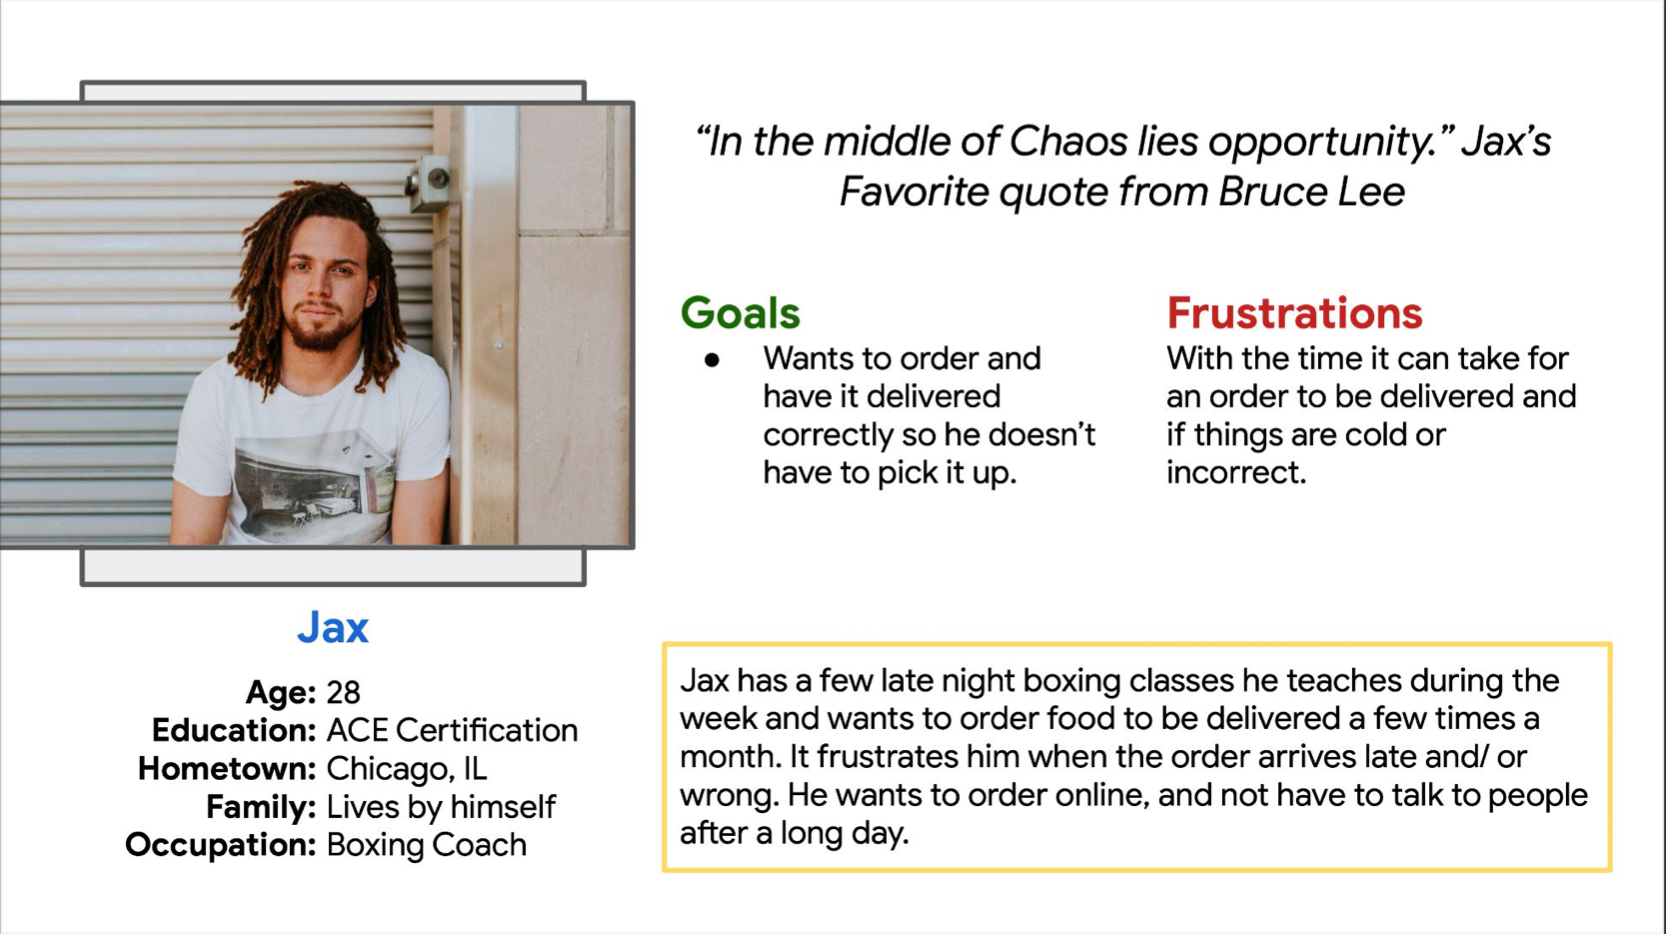 “In the middle of Chaos lies opportunity.” Jax’s
Favorite quote from Bruce Lee
Goals
● Wants to order and
have it delivered
correctly so he doesn’t
have to pick it up.
Frustrations
With the time it can take for
an order to be delivered and
if things are cold or
incorrect.
Jax
Age: 28
Education: ACE Certification
Hometown: Chicago, IL
Family: Lives by himself
Occupation: Boxing Coach
Jax has a few late night boxing classes he teaches during the
week and wants to order food to be delivered a few times a
month. It frustrates him when the order arrives late and/ or
wrong. He wants to order online, and not have to talk to people
after a long day.